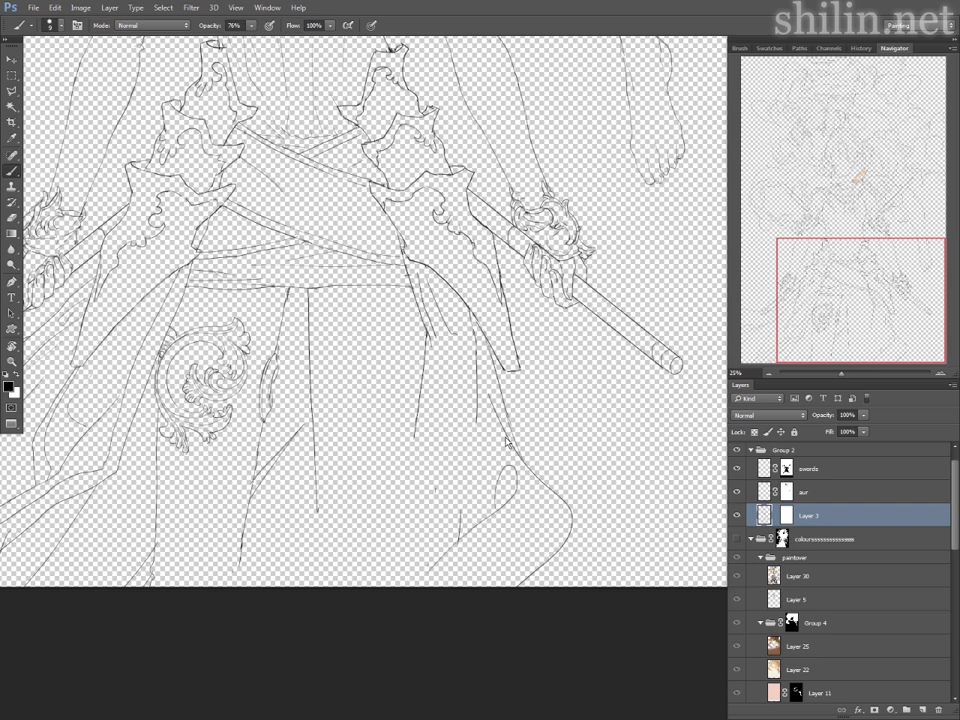 shilin.net
Ps File Edit Image Layer Type Select Filter 3D View Window Help
9 Mode: Normal Opacity: 76% Flow: 100% Painting
Brush Swatches Paths Channels History Navigator
25%
Layers
Kind
Normal Opacity: 100%
Lock: Fill: 100%
Group 2
swords
aur
Layer 3
Layer 30
paintover
Layer 5
Group 4
Layer 25
Layer 22
Layer 11